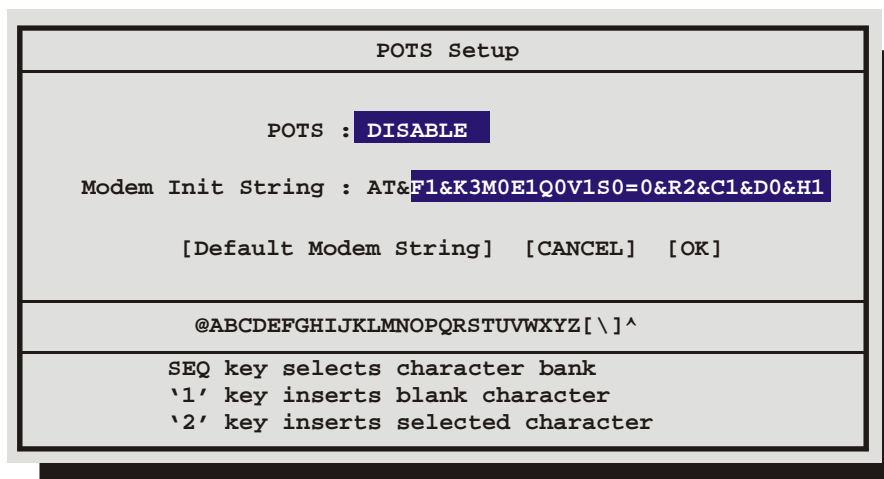 POTS Setup
POTS : DISABLE
Modem Init String : AT&F1&K3M0E1Q0V1S0=0&R2&C1&D0&H1
[Default Modem String] [CANCEL] [OK]
@ABCDEFGHIJKLMNOPQRSTUVWXYZ[\]^
SEQ key selects character bank
‘1’ key inserts blank character
‘2’ key inserts selected character